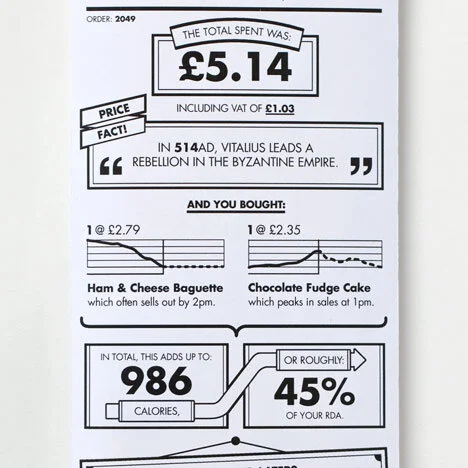 ORDER: 2049
THE TOTAL SPENT WAS:
£5.14
INCLUDING VAT OF £1.03
PRICE
FACT!
“ IN 514AD, VITALIUS LEADS A
REBELLION IN THE BYZANTINE EMPIRE. ”
AND YOU BOUGHT:
1 @ £2.79
Ham & Cheese Baguette
which often sells out by 2pm.
1 @ £2.35
Chocolate Fudge Cake
which peaks in sales at 1pm.
IN TOTAL, THIS ADDS UP TO:
986
CALORIES,
OR ROUGHLY:
45%
OF YOUR RDA.